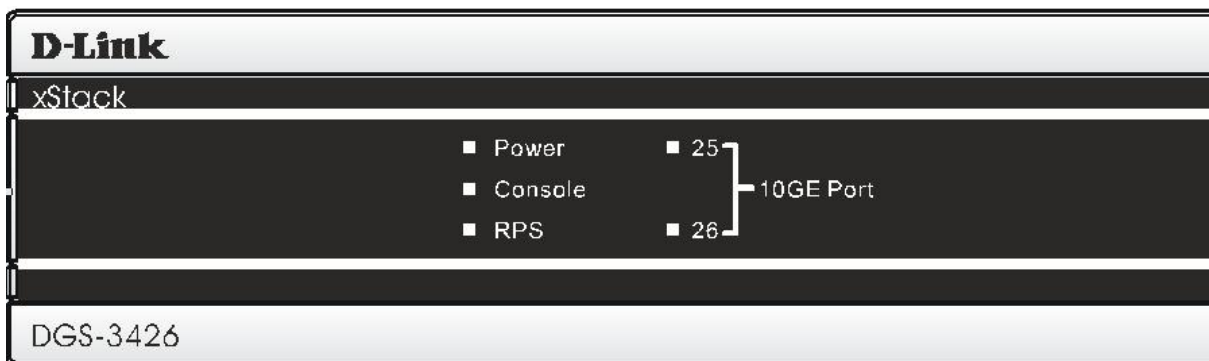 D-Link
xStack
Power
Console
RPS
25
26
10GE Port
DGS-3426